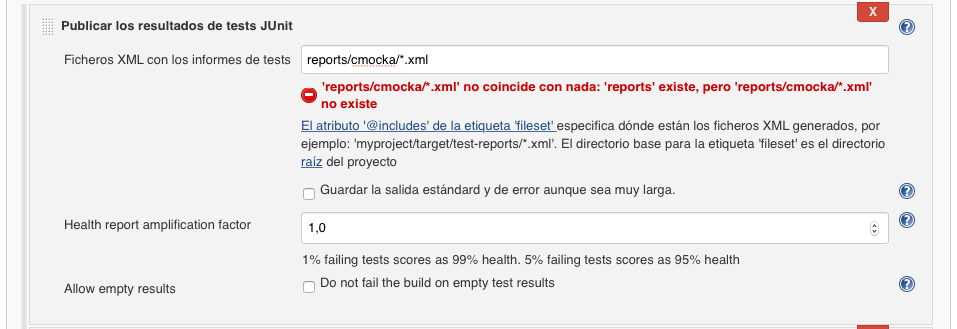 X
Publicar los resultados de tests JUnit
Ficheros XML con los informes de tests
reports/cmocka/*.xml
'reports/cmocka/*.xml' no coincide con nada: 'reports' existe, pero 'reports/cmocka/*.xml'
no existe
El atributo '@includes' de la etiqueta 'fileset' especifica dónde están los ficheros XML generados, por
ejemplo: 'myproject/target/test-reports/*.xml'. El directorio base para la etiqueta 'fileset' es el directorio
raíz del proyecto
Guardar la salida estándard y de error aunque sea muy larga.
Health report amplification factor
1,0
1% failing tests scores as 99% health. 5% failing tests scores as 95% health
Allow empty results
Do not fail the build on empty test results